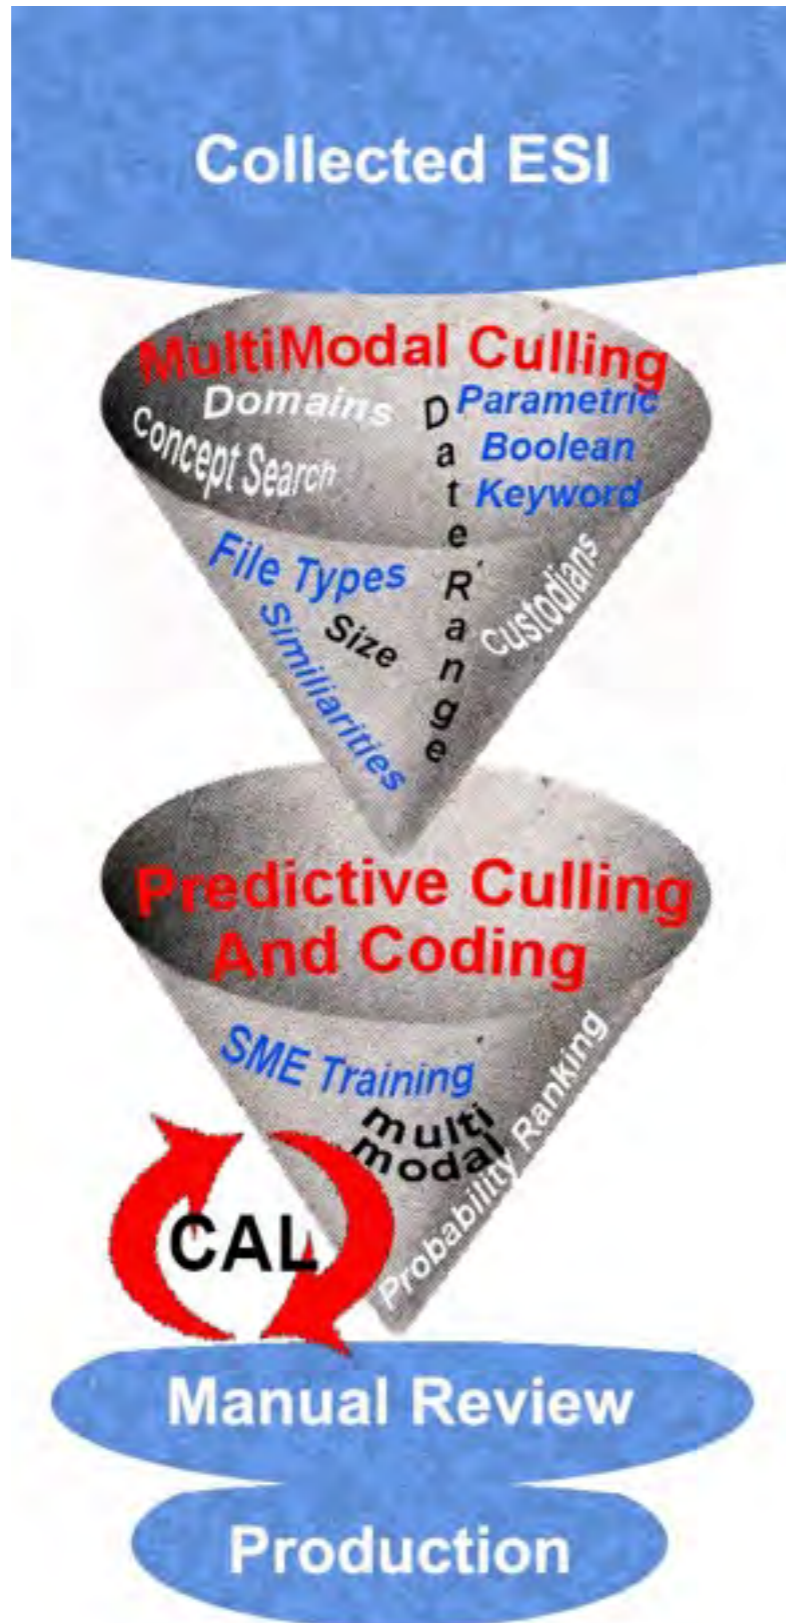 Collected ESI
MultiModal Culling
Domains
Concept Search
Date Range
Parametric
Boolean
Keyword
File Types
Size
Similiarities
Custodians
Predictive Culling
And Coding
SME Training
multi
modal
Probability Ranking
CAL
Manual Review
Production